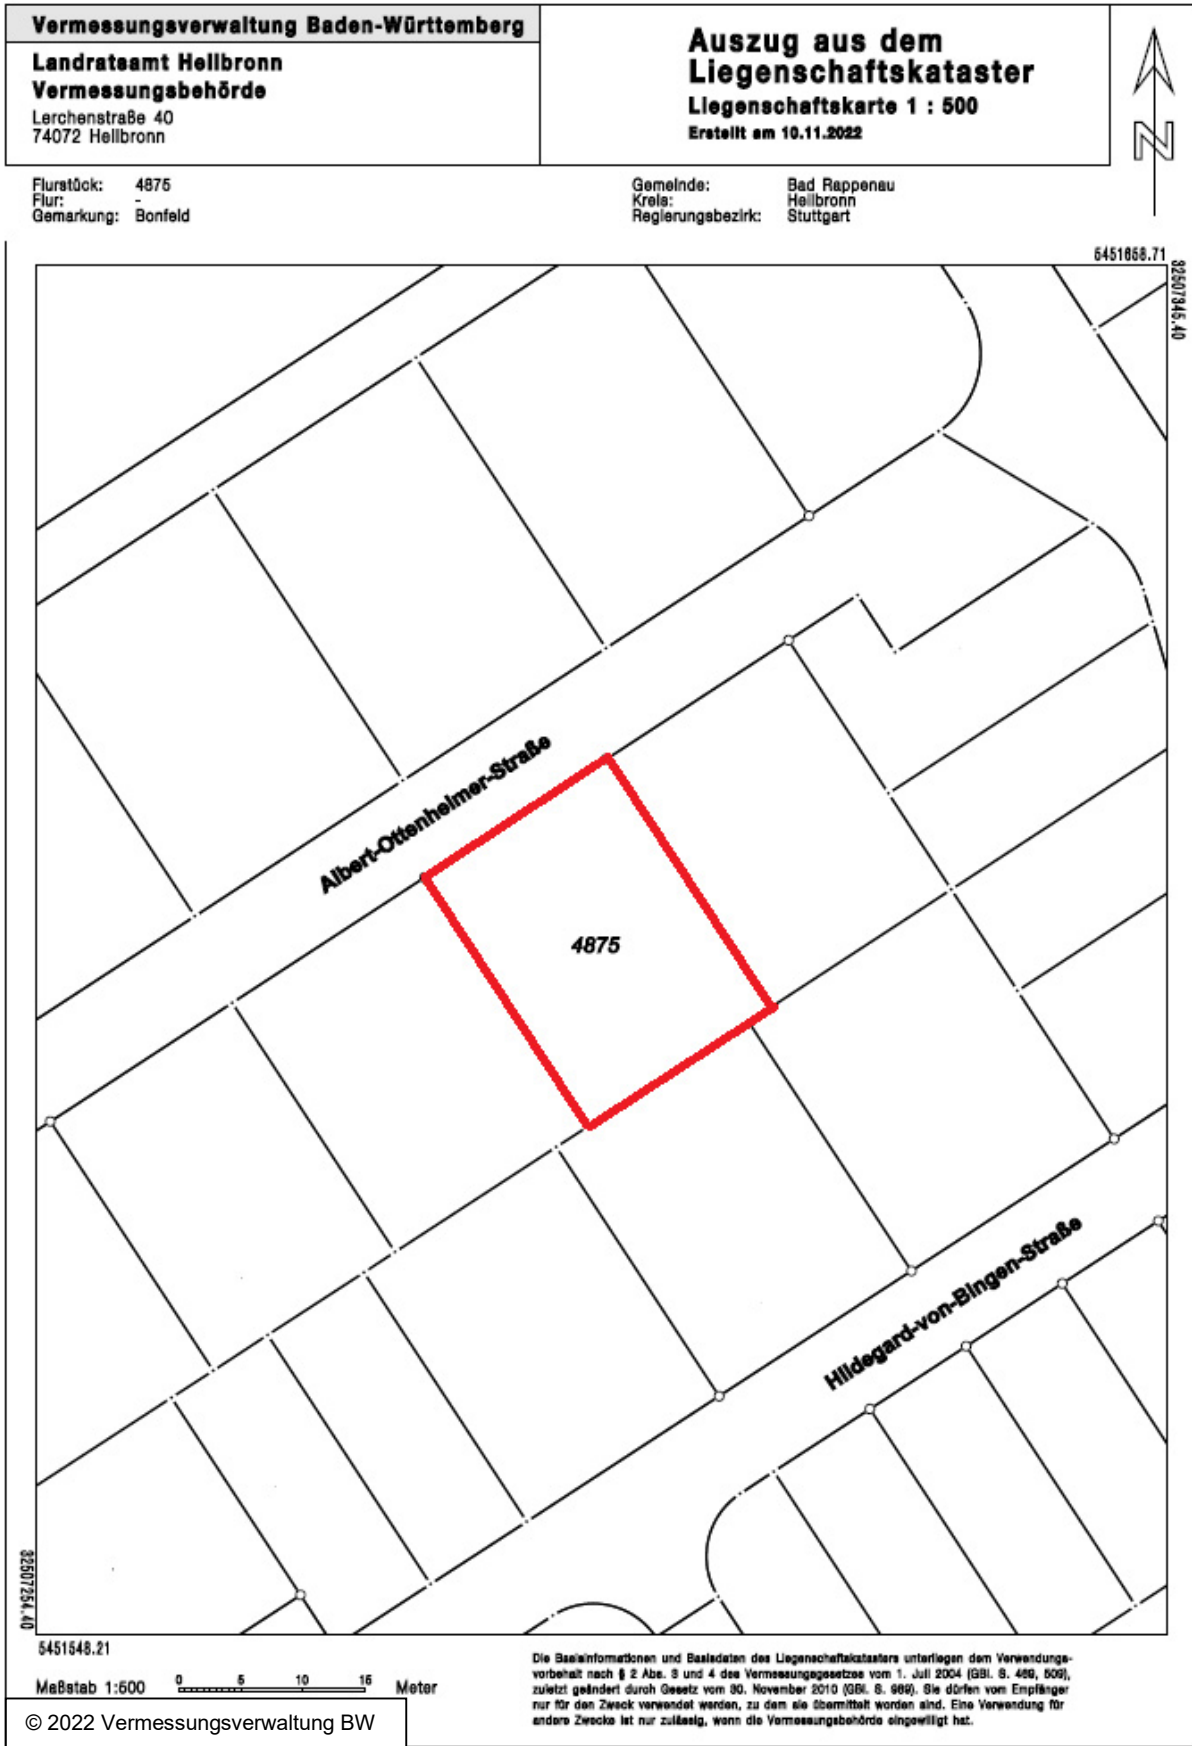 Vermessungsverwaltung Baden-Württemberg
Landratsamt Heilbronn
Vermessungsbehörde
Lerchenstraße 40
74072 Heilbronn
Auszug aus dem
Liegenschaftskataster
Liegenschaftskarte 1 : 500
Erstellt am 10.11.2022
N
Flurstück: 4875
Flur: -
Gemarkung: Bonfeld
Gemeinde: Bad Rappenau
Kreis: Heilbronn
Regierungsbezirk: Stuttgart
5451658.71
32507345.40
Albert-Ottenheimer-Straße
4875
Hildegard-von-Bingen-Straße
32507254.40
5451548.21
Maßstab 1:500 0 5 10 15 Meter
Die Basisinformationen und Basisdaten des Liegenschaftskatasters unterliegen dem Verwendungs-
vorbehalt nach § 2 Abs. 3 und 4 des Vermessungsgesetzes vom 1. Juli 2004 (GBl. S. 469, 509),
zuletzt geändert durch Gesetz vom 30. November 2010 (GBl. S. 989). Sie dürfen vom Empfänger
nur für den Zweck verwendet werden, zu dem sie übermittelt worden sind. Eine Verwendung für
andere Zwecke ist nur zulässig, wenn die Vermessungsbehörde eingewilligt hat.
© 2022 Vermessungsverwaltung BW